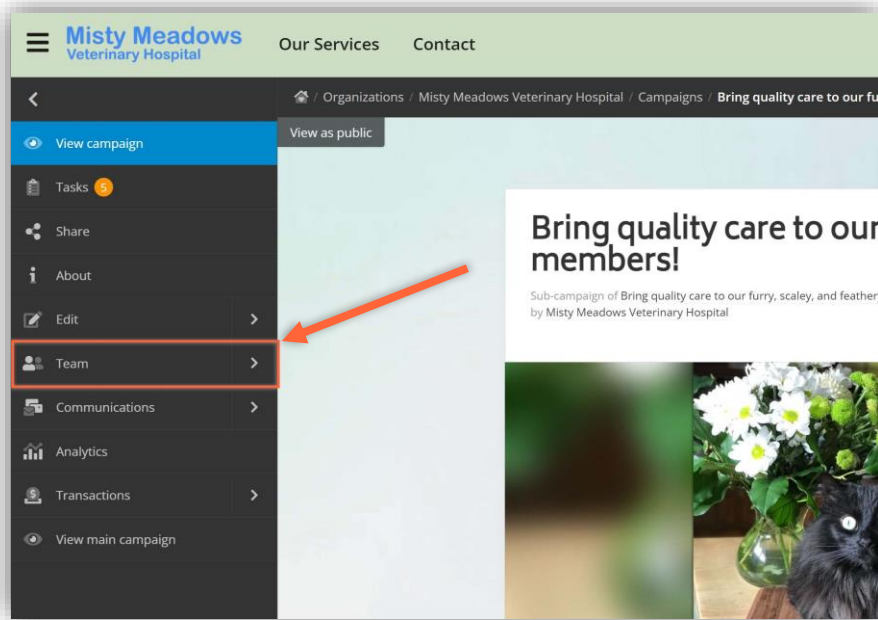 Misty Meadows
Veterinary Hospital
Our Services Contact
/ Organizations / Misty Meadows Veterinary Hospital / Campaigns / Bring quality care to our fu
View as public
View campaign
Tasks 5
Share
About
Edit
Team
Communications
Analytics
Transactions
View main campaign
Bring quality care to our
members!
Sub-campaign of Bring quality care to our furry, scaley, and feather
by Misty Meadows Veterinary Hospital